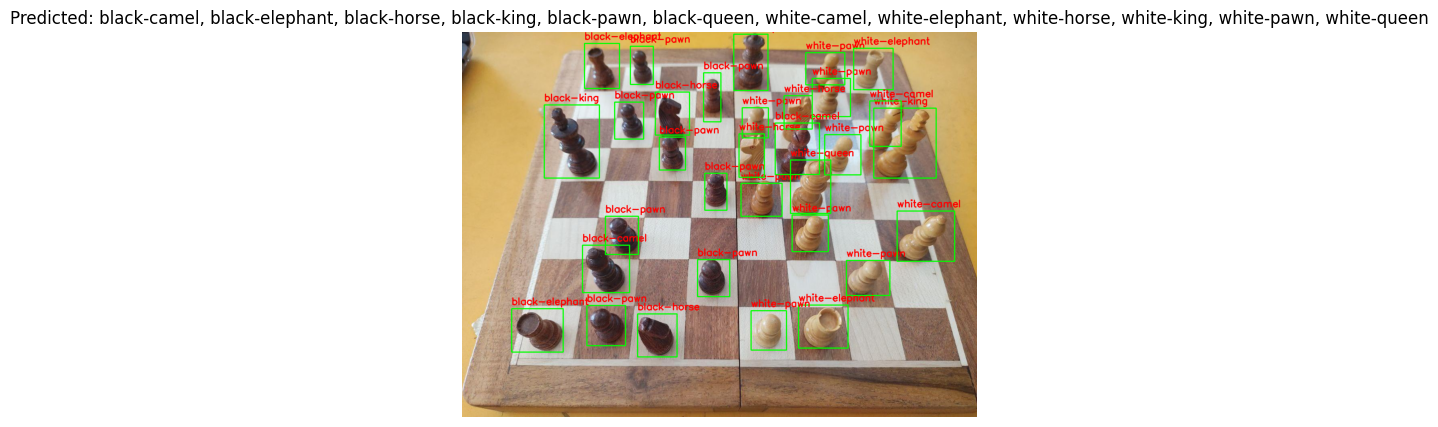 Predicted: black-camel, black-elephant, black-horse, black-king, black-pawn, black-queen, white-camel, white-elephant, white-horse, white-king, white-pawn, white-queen
black-elephant
black-pawn
white-pawn
white-elephant
black-pawn
white-pawn
black-horse
white-horse
black-king
black-pawn
white-pawn
white-camel
white-king
black-camel
black-pawn
white-horse
white-pawn
white-queen
black-pawn
white-pawn
black-pawn
white-pawn
white-camel
black-camel
black-pawn
white-pawn
black-elephant
black-pawn
black-horse
white-pawn
white-elephant